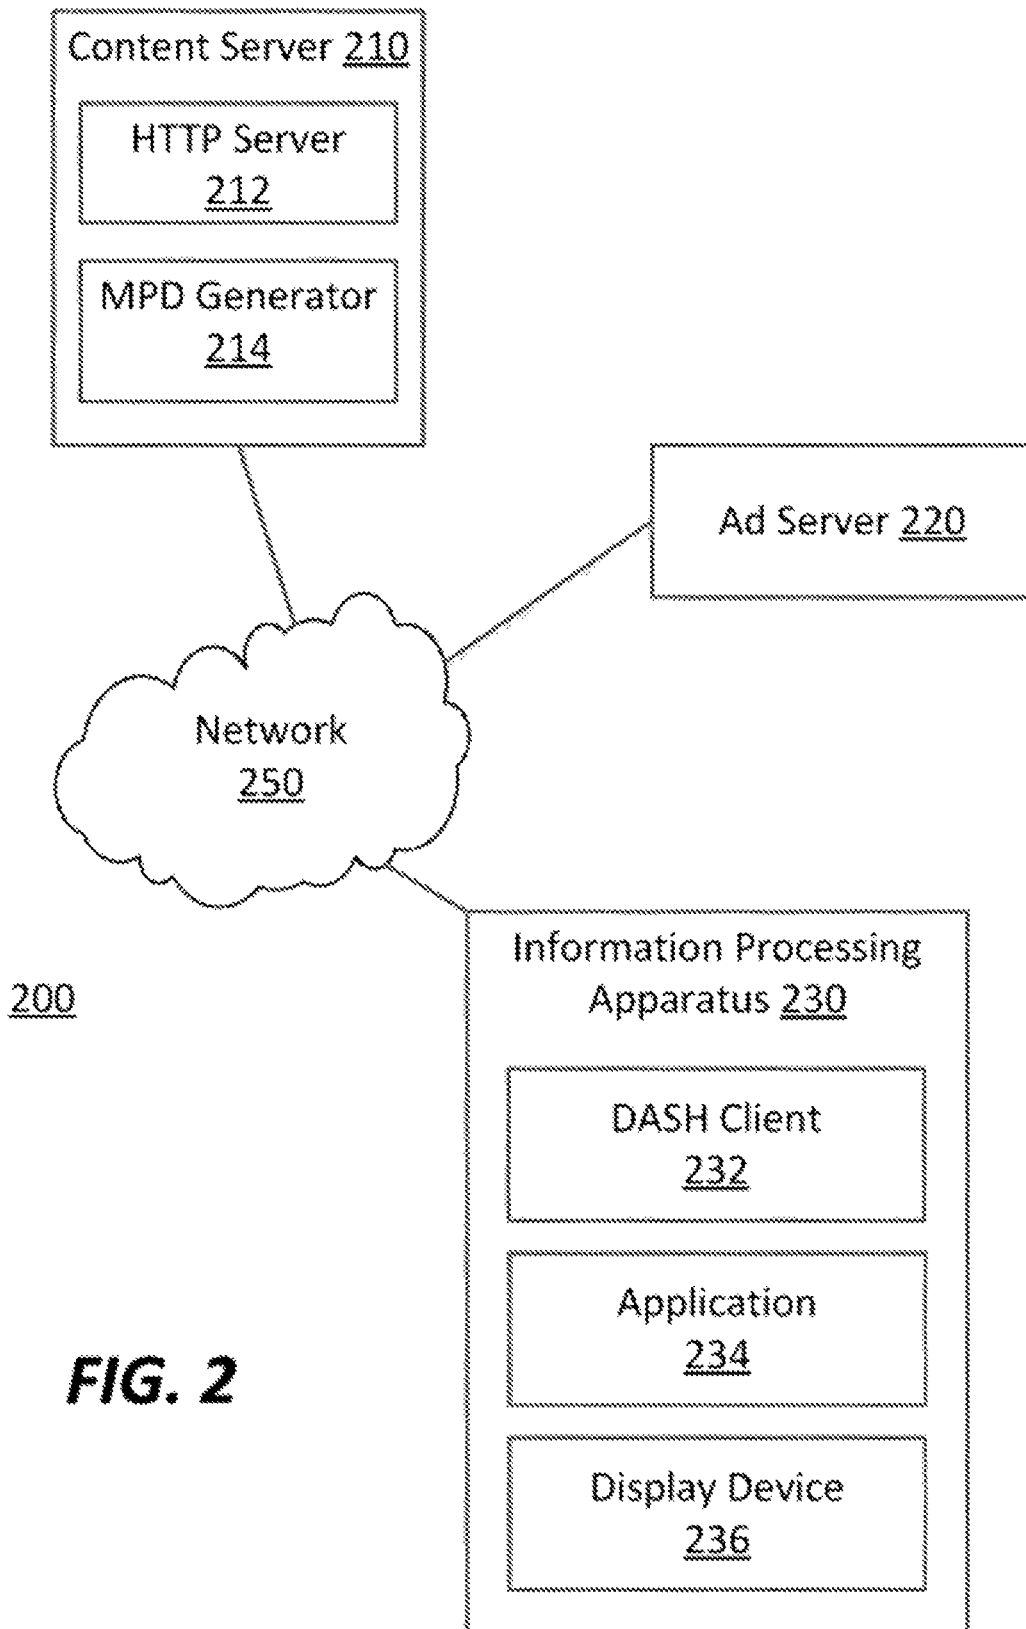 Content Server 210
HTTP Server
212
MPD Generator
214
Ad Server 220
Network
250
Information Processing
Apparatus 230
200
DASH Client
232
Application
234
FIG. 2
Display Device
236